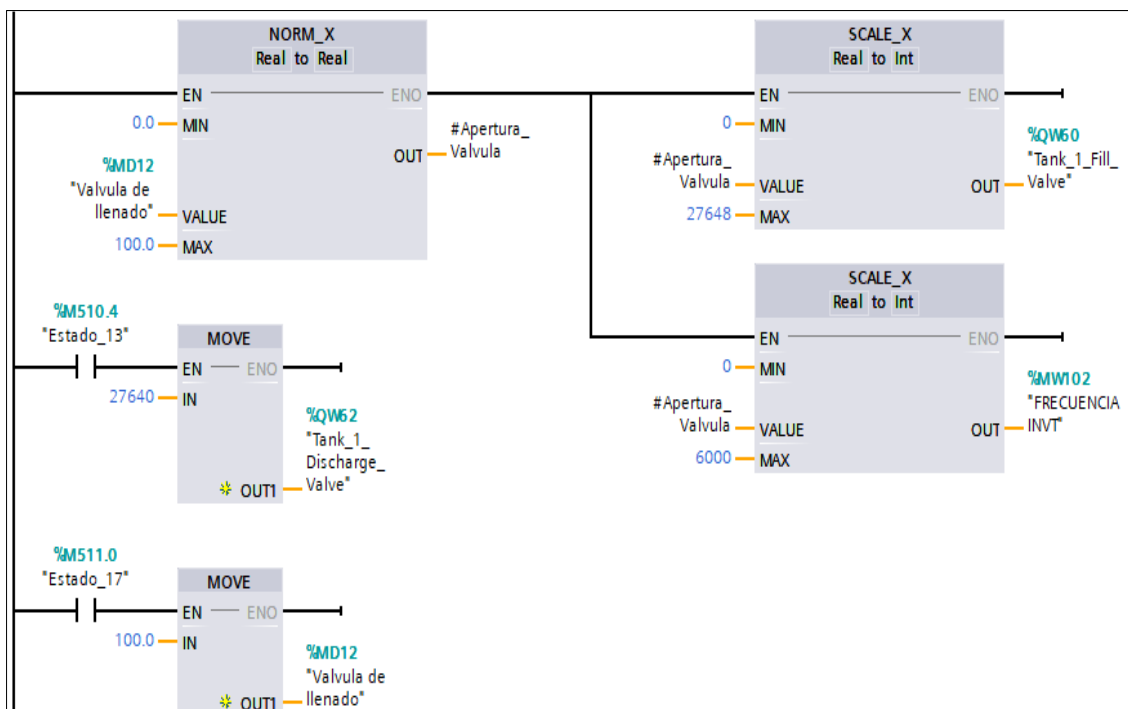 NORM_X
Real to Real
EN
ENO
0.0
MIN
#Apertura_
Valvula
OUT
%MD12
"Valvula de
llenado"
VALUE
100.0
MAX
SCALE_X
Real to Int
EN
ENO
0
MIN
%QW60
"Tank_1_Fill_
Valve"
#Apertura_
Valvula
VALUE
OUT
27648
MAX
SCALE_X
Real to Int
EN
ENO
0
MIN
%MW102
"FRECUENCIA
INVT"
#Apertura_
Valvula
VALUE
OUT
6000
MAX
%M510.4
"Estado_13"
MOVE
EN
ENO
27640
IN
%QW62
"Tank_1_
Discharge_
Valve"
OUT1
%M511.0
"Estado_17"
MOVE
EN
ENO
100.0
IN
%MD12
"Valvula de
llenado"
OUT1